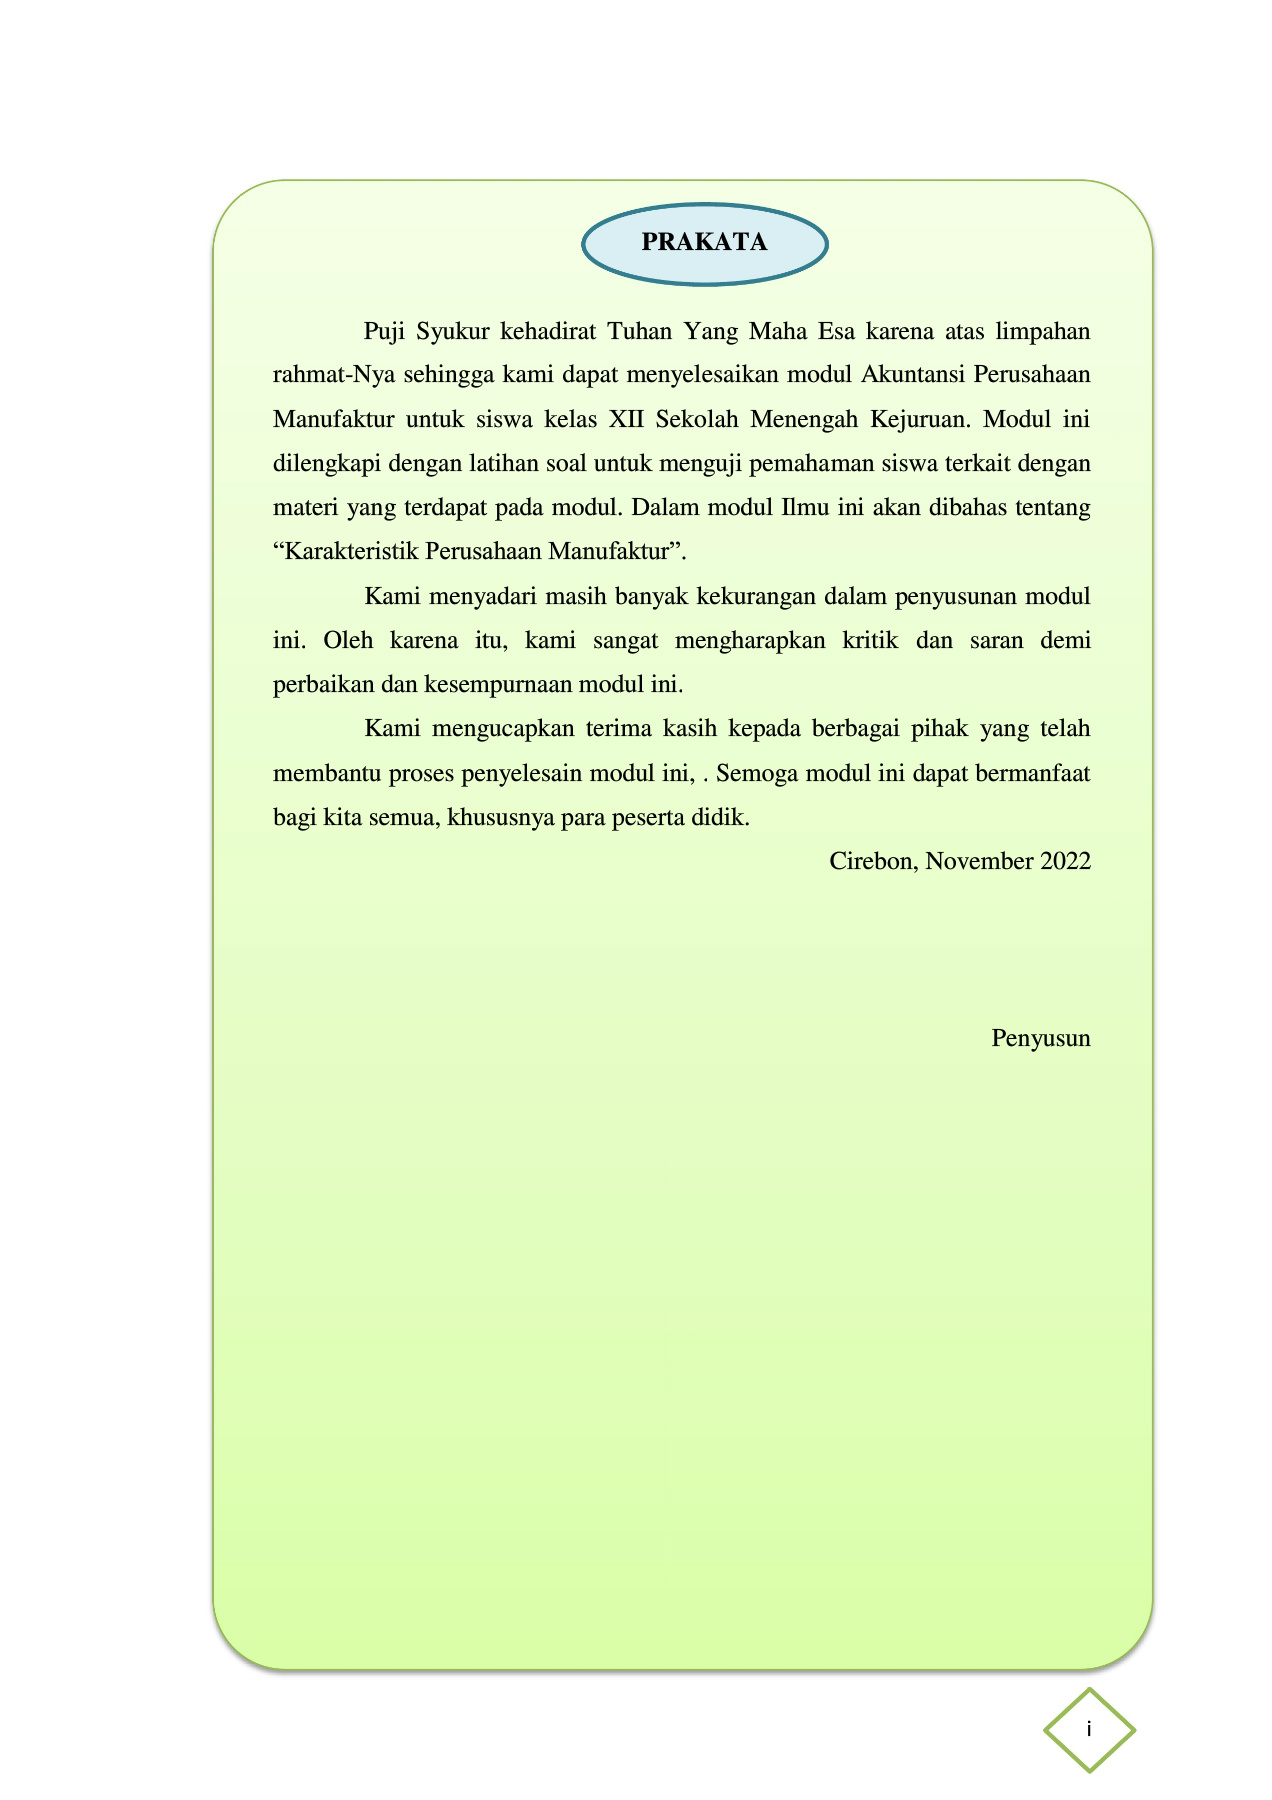 PRAKATA
Puji Syukur kehadirat Tuhan Yang Maha Esa karena atas limpahan
rahmat-Nya sehingga kami dapat menyelesaikan modul Akuntansi Perusahaan
Manufaktur untuk siswa kelas XII Sekolah Menengah Kejuruan. Modul ini
dilengkapi dengan latihan soal untuk menguji pemahaman siswa terkait dengan
materi yang terdapat pada modul. Dalam modul Ilmu ini akan dibahas tentang
“Karakteristik Perusahaan Manufaktur”.
Kami menyadari masih banyak kekurangan dalam penyusunan modul
ini. Oleh karena itu, kami sangat mengharapkan kritik dan saran demi
perbaikan dan kesempurnaan modul ini.
Kami mengucapkan terima kasih kepada berbagai pihak yang telah
membantu proses penyelesain modul ini, . Semoga modul ini dapat bermanfaat
bagi kita semua, khususnya para peserta didik.
Cirebon, November 2022
Penyusun
i